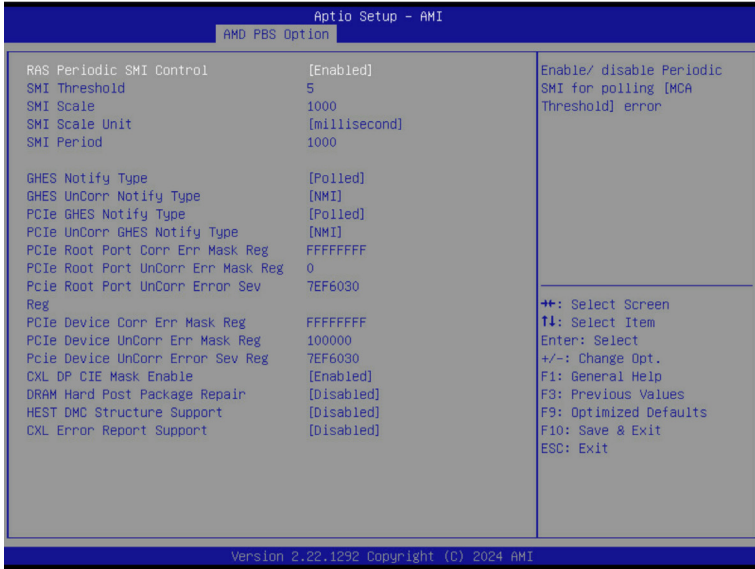 Aptio Setup - AMI
AMD PBS Option
RAS Periodic SMI Control [Enabled]
SMI Threshold 5
SMI Scale 1000
SMI Scale Unit [millisecond]
SMI Period 1000
GHES Notify Type [Polled]
GHES UnCorr Notify Type [NMI]
PCIe GHES Notify Type [Polled]
PCIe UnCorr GHES Notify Type [NMI]
PCIe Root Port Corr Err Mask Reg FFFFFFFF
PCIe Root Port UnCorr Err Mask Reg 0
Pcie Root Port UnCorr Error Sev 7EF6030
Reg
PCIe Device Corr Err Mask Reg FFFFFFFF
PCIe Device UnCorr Err Mask Reg 100000
Pcie Device UnCorr Error Sev Reg 7EF6030
CXL DP CIE Mask Enable [Enabled]
DRAM Hard Post Package Repair [Disabled]
HEST DMC Structure Support [Disabled]
CXL Error Report Support [Disabled]
Enable/ disable Periodic
SMI for polling [MCA
Threshold] error
→←: Select Screen
↑↓: Select Item
Enter: Select
+/-: Change Opt.
F1: General Help
F3: Previous Values
F9: Optimized Defaults
F10: Save & Exit
ESC: Exit
Version 2.22.1292 Copyright (C) 2024 AMI